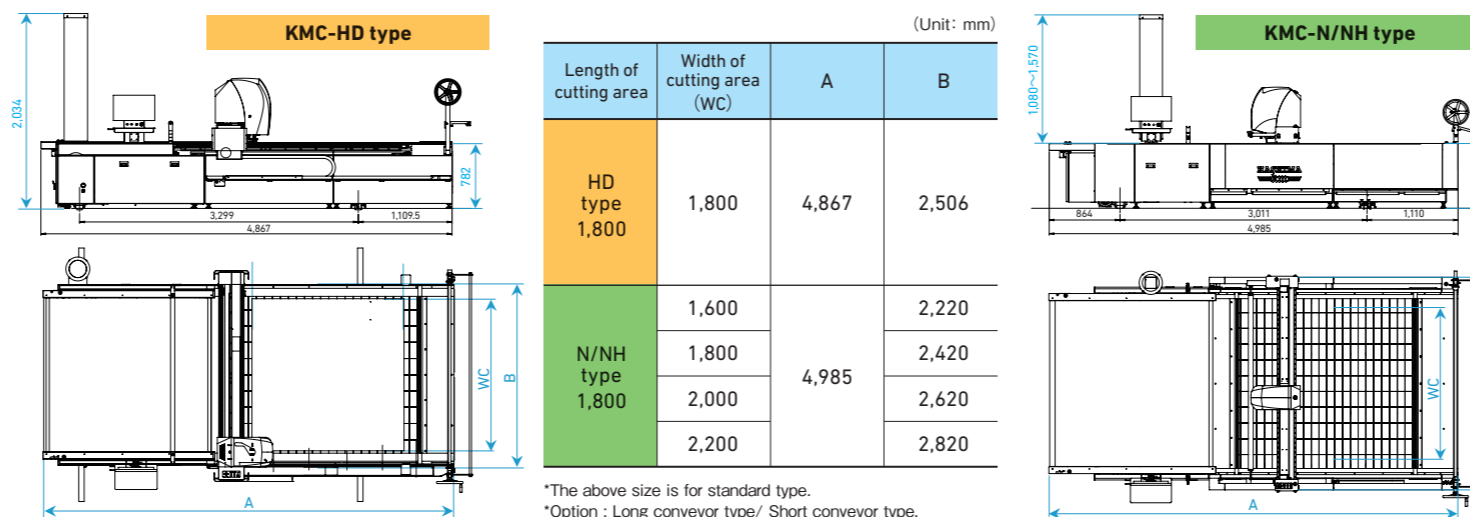 KMC-HD type
2,034
782
3,299
1,109.5
4,867
WC
B
A
(Unit: mm)
Length of
cutting area
Width of
cutting area
(WC)
A
B
HD
type
1,800
1,800
4,867
2,506
N/NH
type
1,800
1,600
2,220
1,800
2,420
4,985
2,000
2,620
2,200
2,820
*The above size is for standard type.
*Option : Long conveyor type/ Short conveyor type.
KMC-N/NH type
1,080～1,570
HASHIMA
864
3,011
1,110
4,985
WC
A